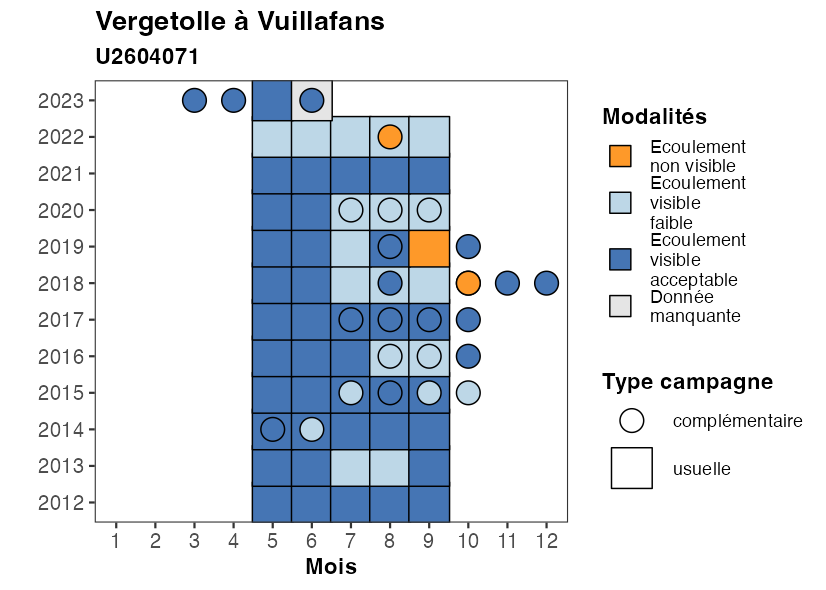 Vergetolle à Vuillafans
U2604071
2023
2022
2021
2020
2019
2018
2017
2016
2015
2014
2013
2012
1 2 3 4 5 6 7 8 9 10 11 12
Mois
Modalités
Ecoulement
non visible
Ecoulement
visible
faible
Ecoulement
visible
acceptable
Donnée
manquante
Type campagne
complémentaire
usuelle